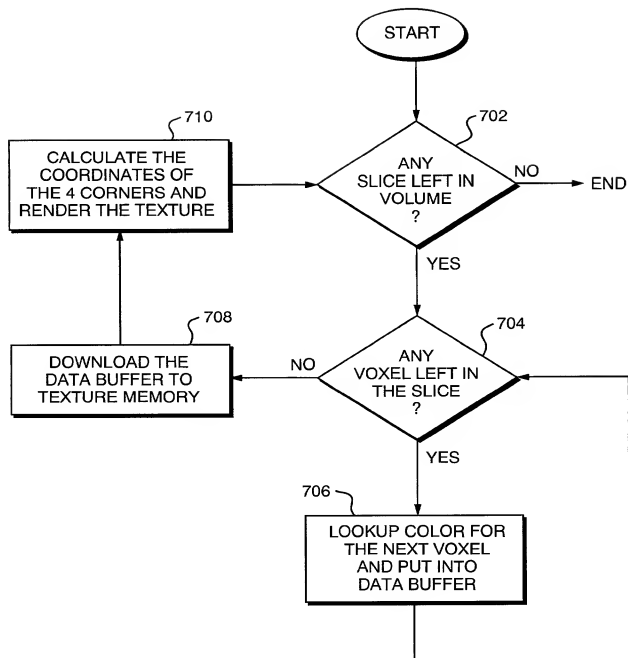 START
702
ANY
SLICE LEFT IN
VOLUME
?
NO
END
YES
710
CALCULATE THE
COORDINATES OF
THE 4 CORNERS AND
RENDER THE TEXTURE
704
ANY
VOXEL LEFT IN
THE SLICE
?
NO
YES
708
DOWNLOAD THE
DATA BUFFER TO
TEXTURE MEMORY
706
LOOKUP COLOR FOR
THE NEXT VOXEL
AND PUT INTO
DATA BUFFER